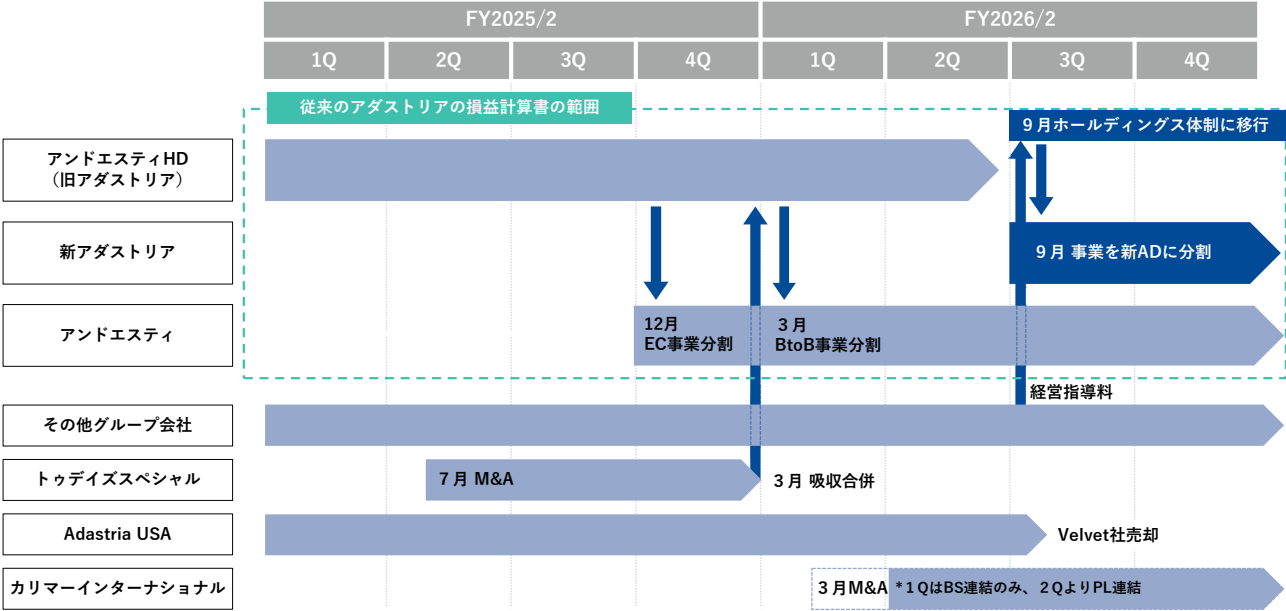 FY2025/2
FY2026/2
1Q
2Q
3Q
4Q
1Q
2Q
3Q
4Q
従来のアダストリアの損益計算書の範囲
9月ホールディングス体制に移行
アンドエスティHD
（旧アダストリア）
新アダストリア
9月 事業を新ADに分割
アンドエスティ
12月
EC事業分割
3月
BtoB事業分割
経営指導料
その他グループ会社
トゥデイズスペシャル
7月 M&A
3月 吸収合併
Adastria USA
Velvet社売却
カリマーインターナショナル
3月M&A
*1QはBS連結のみ、2QよりPL連結